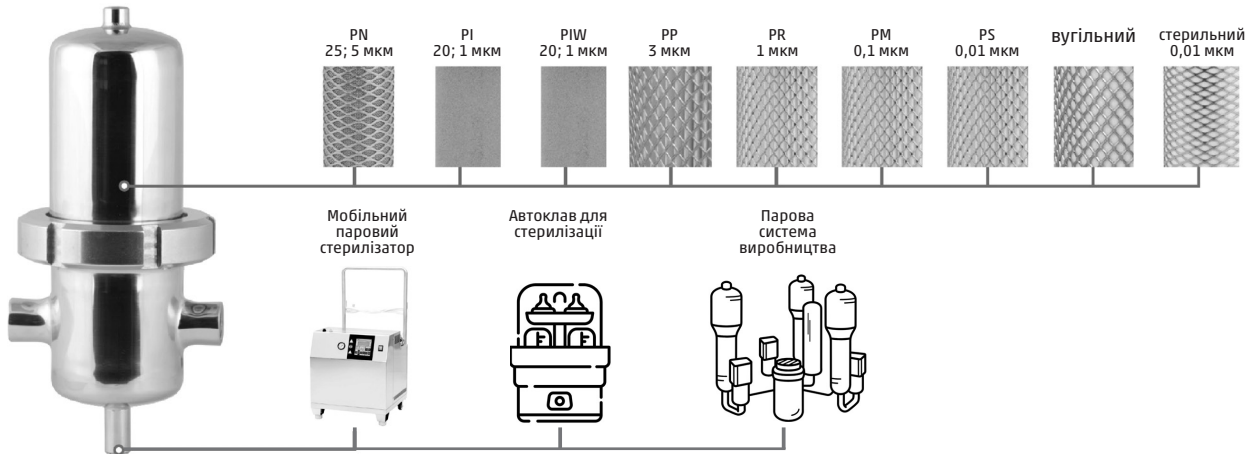 PN
25; 5 мкм
PI
20; 1 мкм
PIW
20; 1 мкм
PP
3 мкм
PR
1 мкм
PM
0,1 мкм
PS
0,01 мкм
вугільний
стерильний
0,01 мкм
Мобільний
паровий
стерилізатор
Автоклав для
стерилізації
Парова
система
виробництва